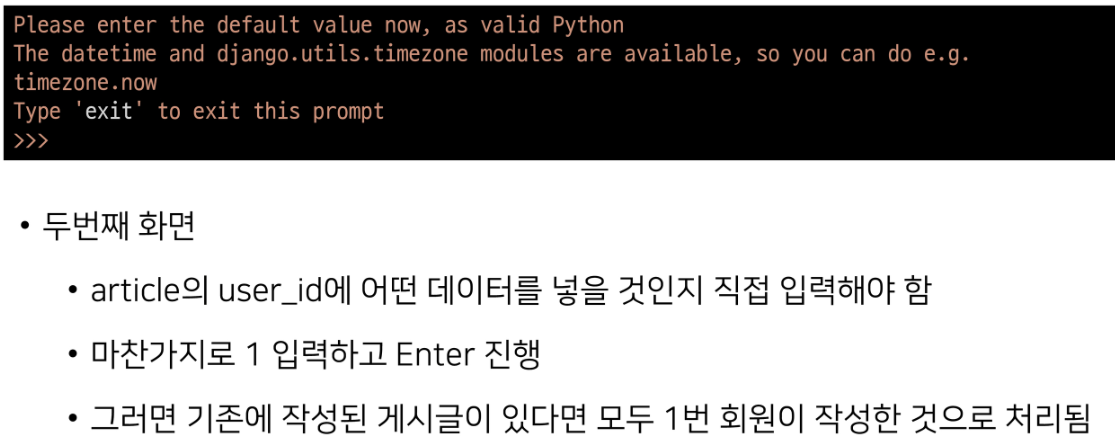 Please enter the default value now, as valid Python
The datetime and django.utils.timezone modules are available, so you can do e.g.
timezone.now
Type 'exit' to exit this prompt
>>>
• 두번째 화면
• article의 user_id에 어떤 데이터를 넣을 것인지 직접 입력해야 함
• 마찬가지로 1 입력하고 Enter 진행
• 그러면 기존에 작성된 게시글이 있다면 모두 1번 회원이 작성한 것으로 처리됨